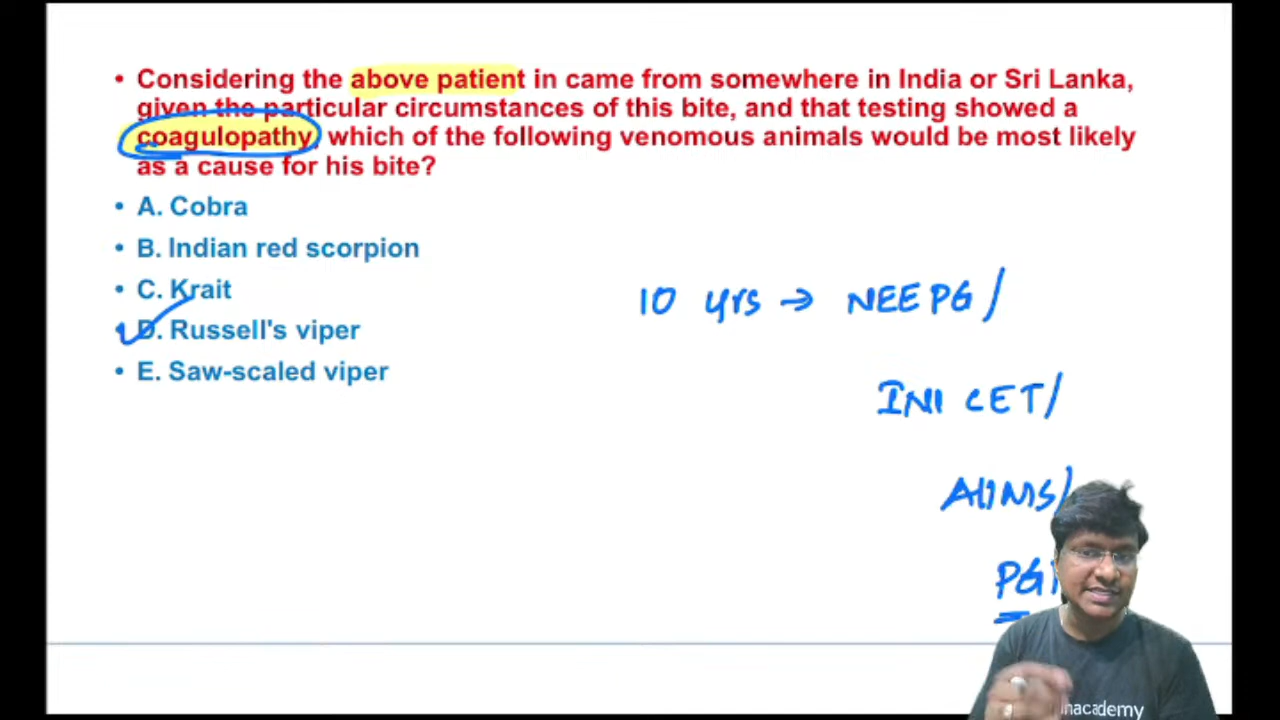 • Considering the above patient in came from somewhere in India or Sri Lanka,
given the particular circumstances of this bite, and that testing showed a
coagulopathy, which of the following venomous animals would be most likely
as a cause for his bite?
• A. Cobra
• B. Indian red scorpion
• C. Krait
• D. Russell's viper
• E. Saw-scaled viper
10 yrs → NEEPG/
INI CET/
AIIMS/
PGI
nacademy